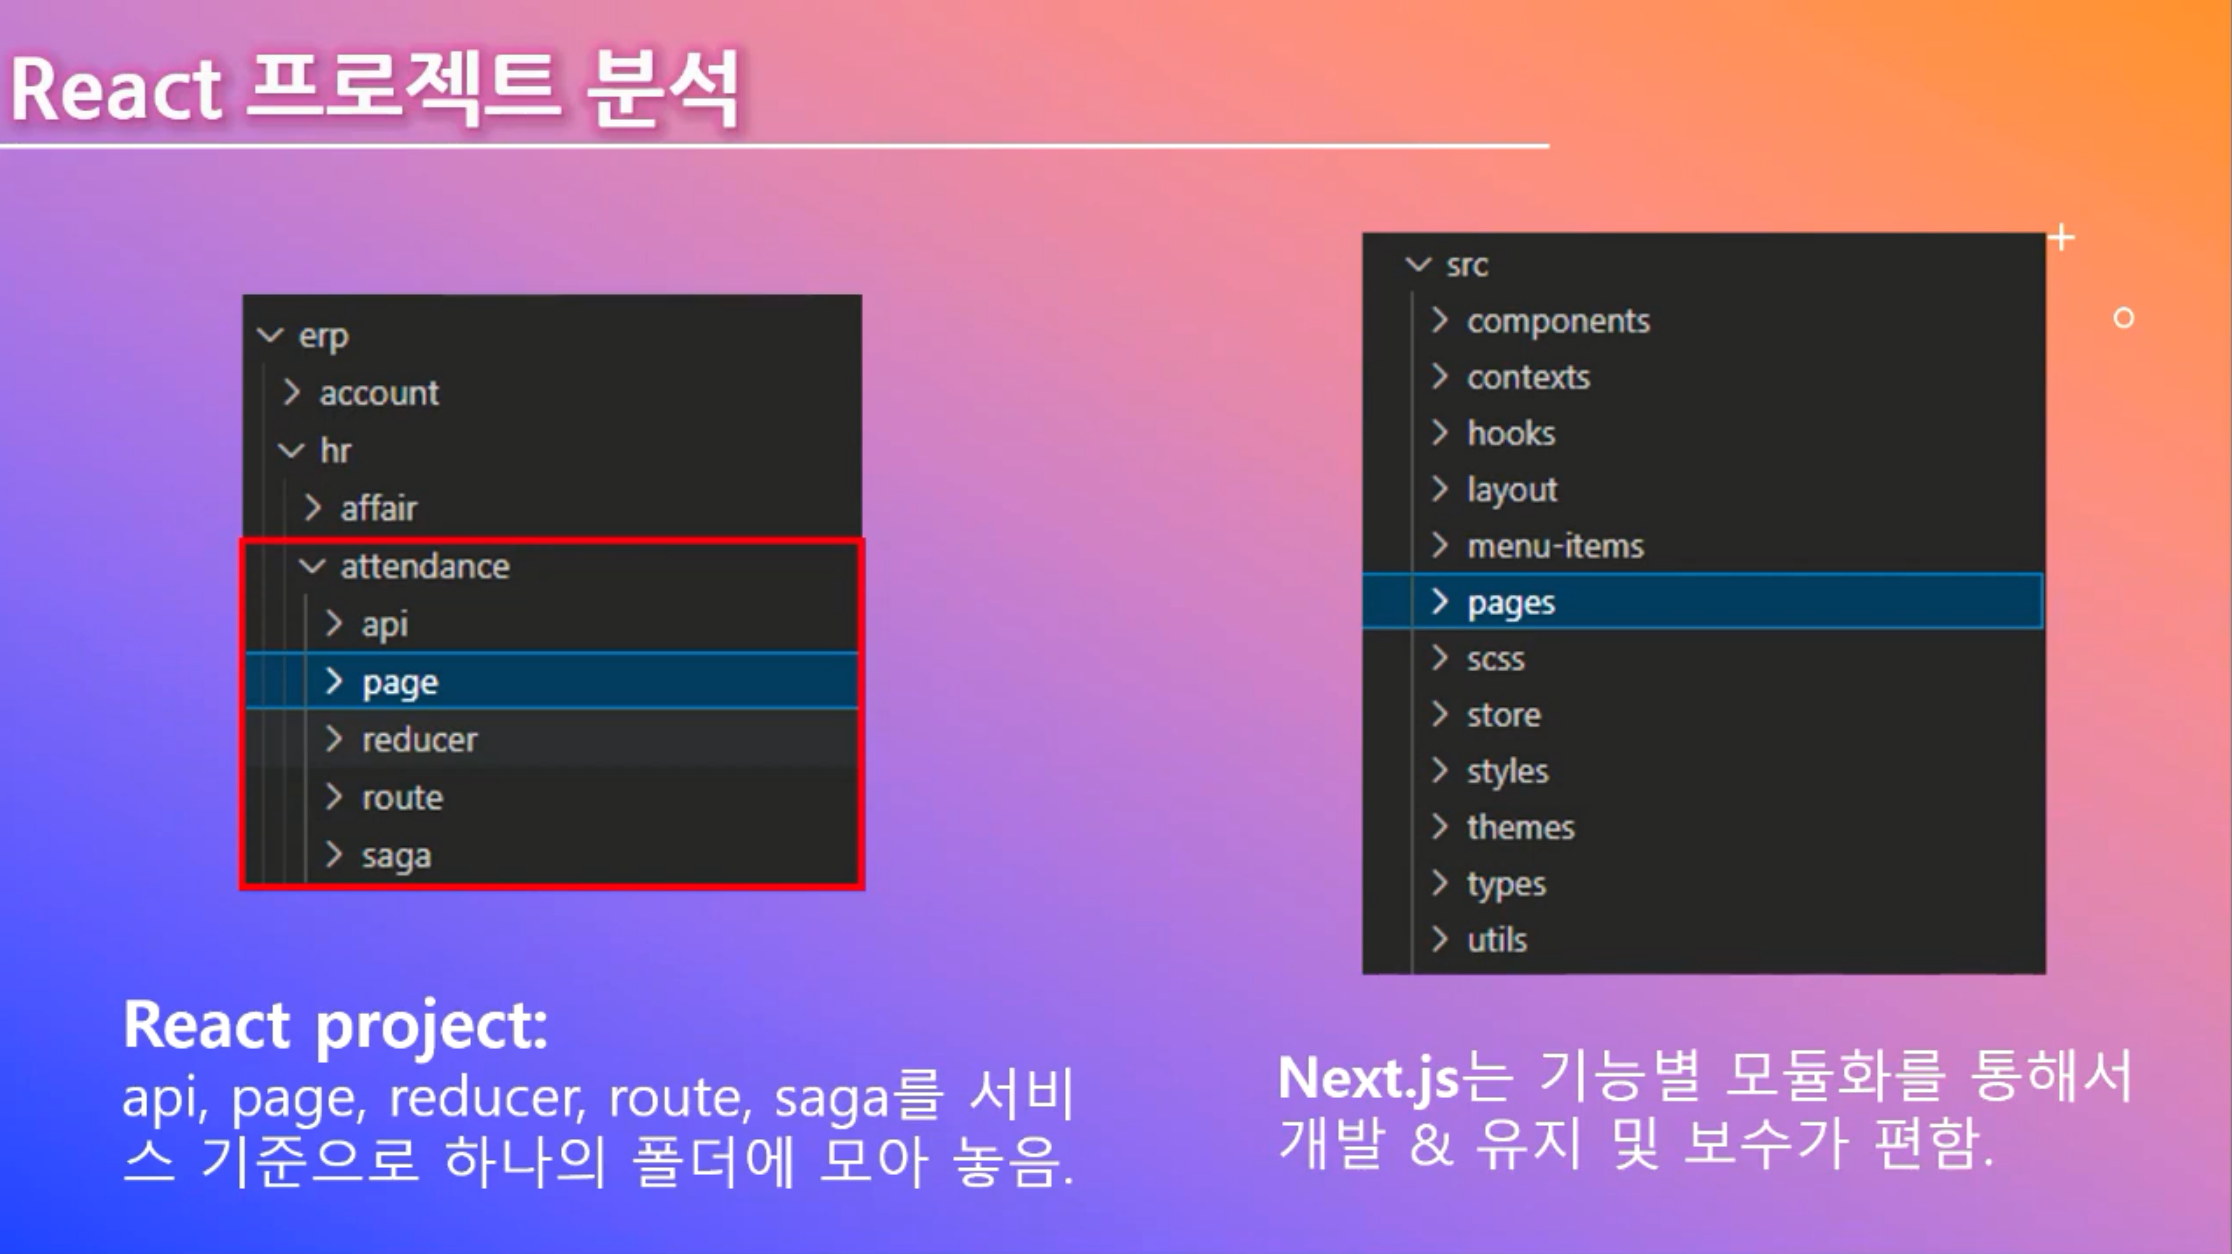 React 프로젝트 분석
erp
account
hr
affair
attendance
api
page
reducer
route
saga
React project:
api, page, reducer, route, saga를 서비
스 기준으로 하나의 폴더에 모아 놓음.
src
components
contexts
hooks
layout
menu-items
pages
scss
store
styles
themes
types
utils
Next.js는 기능별 모듈화를 통해서
개발 & 유지 및 보수가 편함.